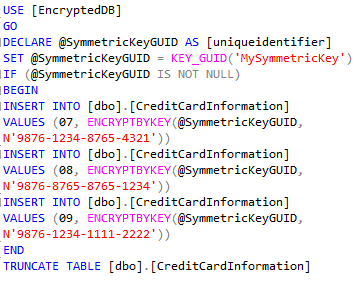 USE [EncryptedDB]
GO
DECLARE @SymmetricKeyGUID AS [uniqueidentifier]
SET @SymmetricKeyGUID = KEY_GUID('MySymmetricKey')
IF (@SymmetricKeyGUID IS NOT NULL)
BEGIN
INSERT INTO [dbo].[CreditCardInformation]
VALUES (07, ENCRYPTBYKEY(@SymmetricKeyGUID,
N'9876-1234-8765-4321'))
INSERT INTO [dbo].[CreditCardInformation]
VALUES (08, ENCRYPTBYKEY(@SymmetricKeyGUID,
N'9876-8765-8765-1234'))
INSERT INTO [dbo].[CreditCardInformation]
VALUES (09, ENCRYPTBYKEY(@SymmetricKeyGUID,
N'9876-1234-1111-2222'))
END
TRUNCATE TABLE [dbo].[CreditCardInformation]